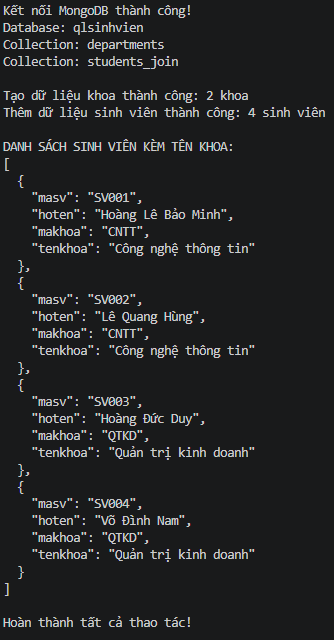 Kết nối MongoDB thành công!
Database: qlsinhvien
Collection: departments
Collection: students_join
Tạo dữ liệu khoa thành công: 2 khoa
Thêm dữ liệu sinh viên thành công: 4 sinh viên
DANH SÁCH SINH VIÊN KÈM TÊN KHOA:
[
  {
    "masv": "SV001",
    "hoten": "Hoàng Lê Bảo Minh",
    "makhoa": "CNTT",
    "tenkhoa": "Công nghệ thông tin"
  },
  {
    "masv": "SV002",
    "hoten": "Lê Quang Hùng",
    "makhoa": "CNTT",
    "tenkhoa": "Công nghệ thông tin"
  },
  {
    "masv": "SV003",
    "hoten": "Hoàng Đức Duy",
    "makhoa": "QTKD",
    "tenkhoa": "Quản trị kinh doanh"
  },
  {
    "masv": "SV004",
    "hoten": "Võ Đình Nam",
    "makhoa": "QTKD",
    "tenkhoa": "Quản trị kinh doanh"
  }
]
Hoàn thành tất cả thao tác!